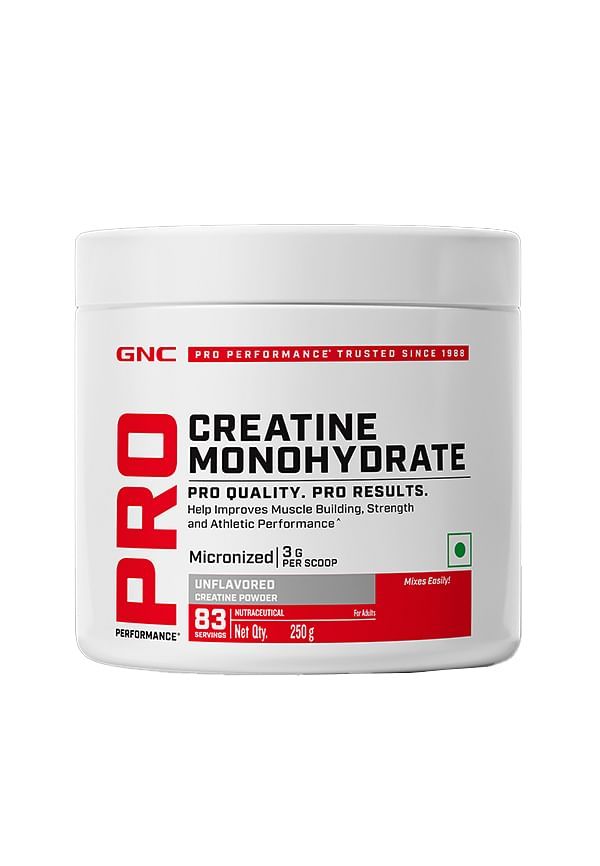 GNC PRO PERFORMANCE® TRUSTED SINCE 1988
PRO
PERFORMANCE®
CREATINE
MONOHYDRATE
PRO QUALITY. PRO RESULTS.
Help Improves Muscle Building, Strength
and Athletic Performance^
Micronized 3 G
PER SCOOP
UNFLAVORED
CREATINE POWDER
Mixes Easily!
83
SERVINGS
NUTRACEUTICAL For Adults
Net Qty. 250 g